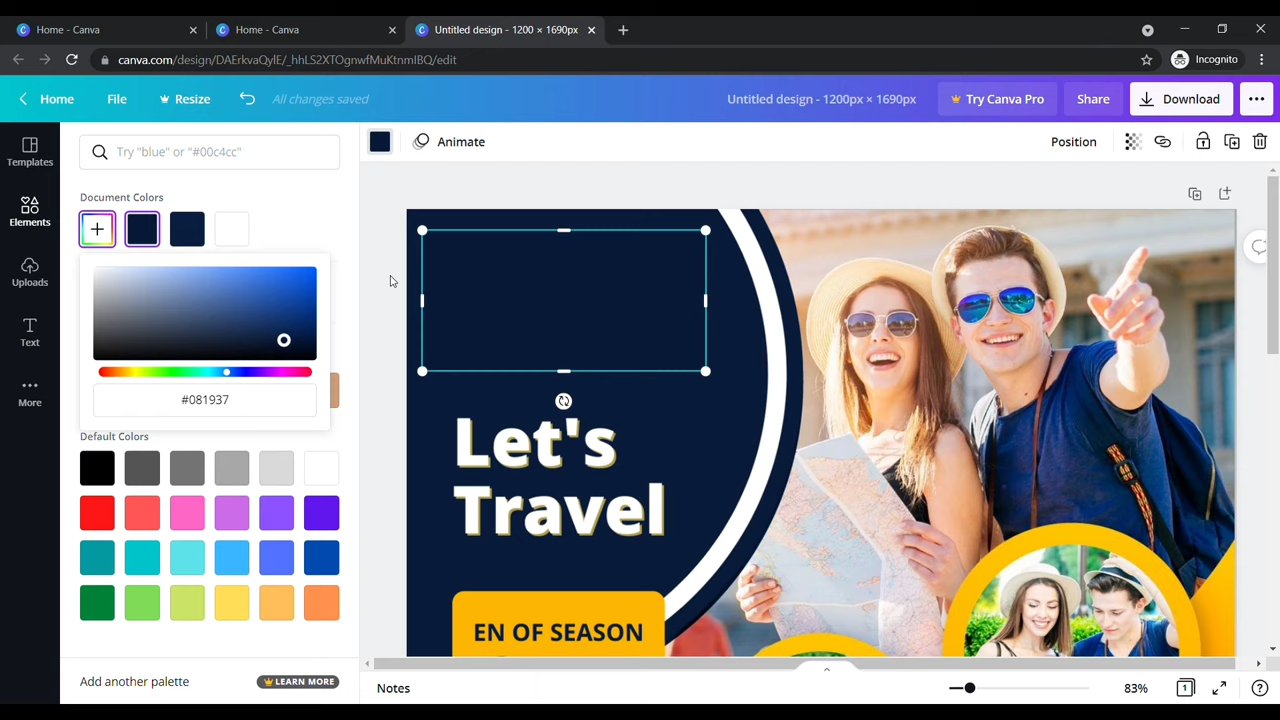 Home - Canva
Home - Canva
Untitled design - 1200 × 1690px
canva.com/design/DAErkvaQylE/_hhLS2XTOgnwfMuKtnmlBQ/edit
Incognito
Home
File
Resize
All changes saved
Untitled design - 1200px × 1690px
Try Canva Pro
Share
Download
Templates
Elements
Uploads
Text
More
Try "blue" or "#00c4cc"
Document Colors
#081937
Default Colors
Add another palette
LEARN MORE
Animate
Position
Let's
Travel
EN OF SEASON
Notes
83%
1